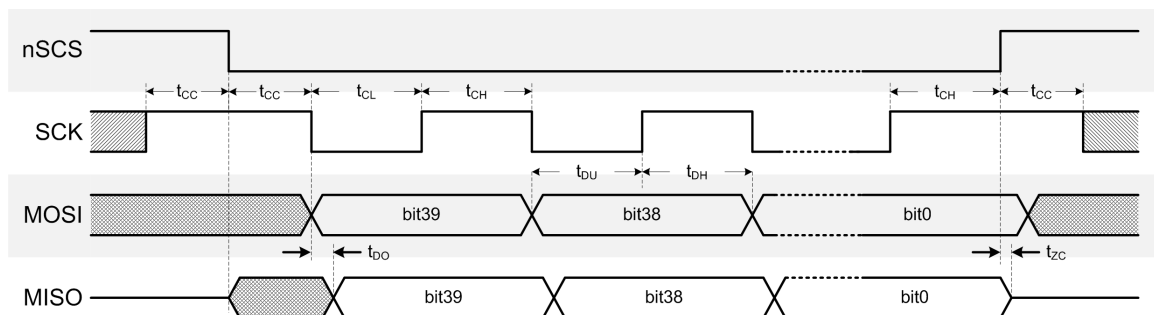 nSCS
tCC tCC tCL tCH tCH tCC
SCK
tDU tDH
MOSI bit39 bit38 bit0
tDO tZC
MISO bit39 bit38 bit0